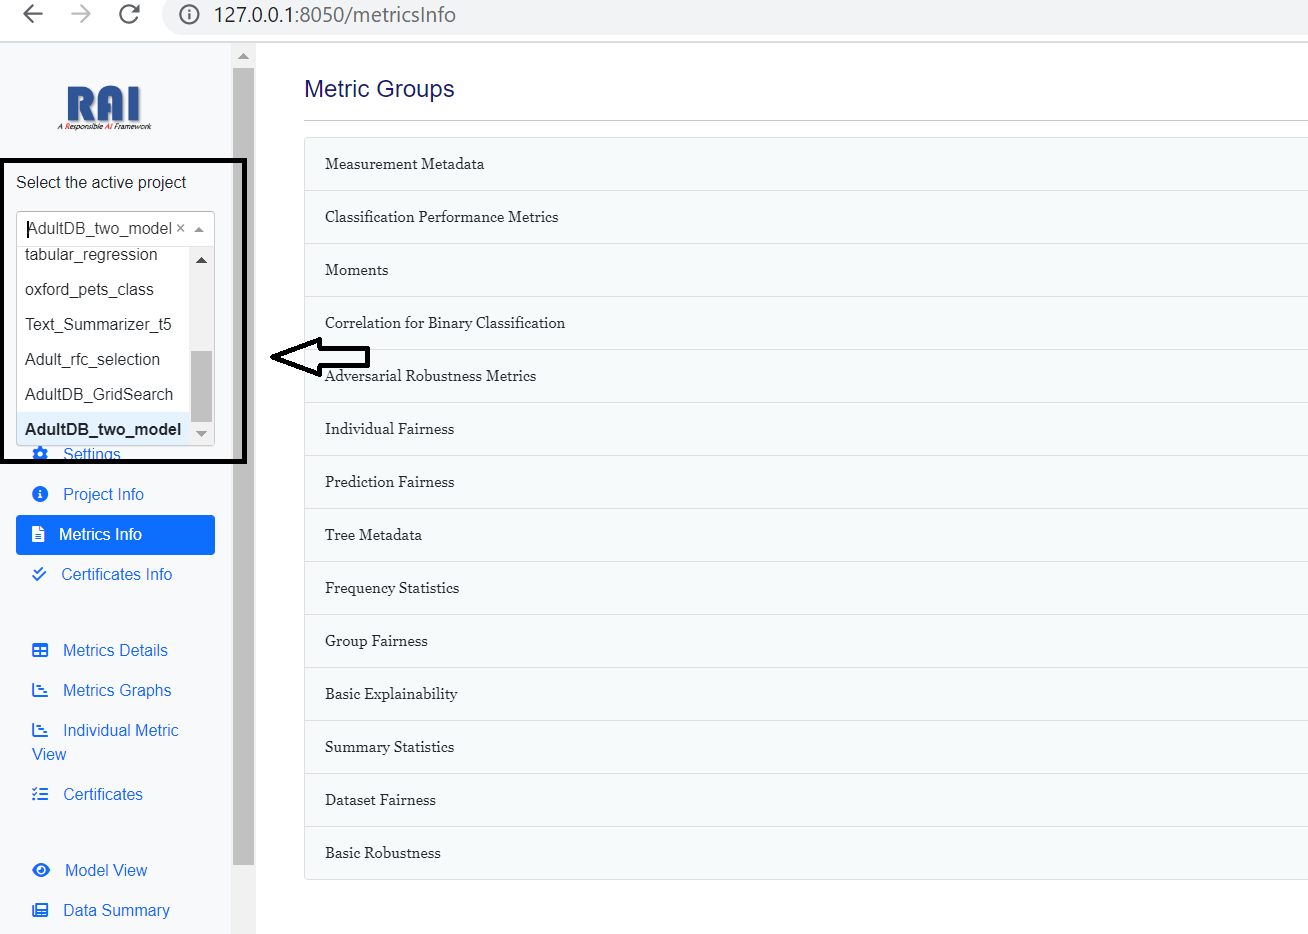 127.0.0.1:8050/metricsInfo
RAI
A Responsible AI Framework
Select the active project
AdultDB_two_model ×
tabular_regression
oxford_pets_class
Text_Summarizer_t5
Adult_rfc_selection
AdultDB_GridSearch
AdultDB_two_model
Settings
Project Info
Metrics Info
Certificates Info
Metrics Details
Metrics Graphs
Individual Metric
View
Certificates
Model View
Data Summary
Metric Groups
Measurement Metadata
Classification Performance Metrics
Moments
Correlation for Binary Classification
Adversarial Robustness Metrics
Individual Fairness
Prediction Fairness
Tree Metadata
Frequency Statistics
Group Fairness
Basic Explainability
Summary Statistics
Dataset Fairness
Basic Robustness